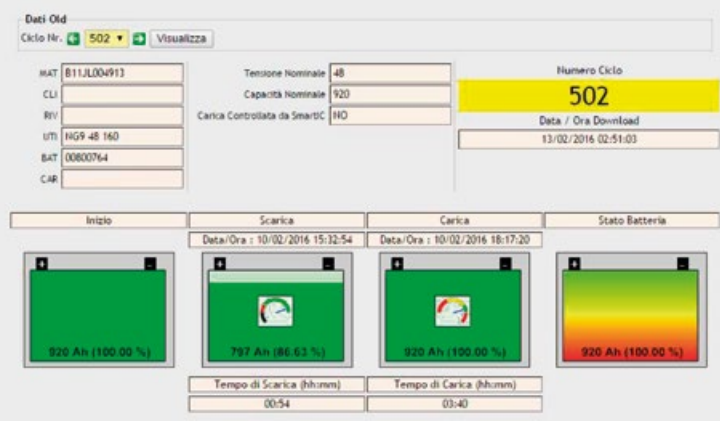 Dati Old
Ciclo Nr. 502 Visualizza
MAT B11JL004913
CLI
RIV
UTI NG9 48 160
BAT 00800764
CAR
Tensione Nominale 48
Capacità Nominale 920
Carica Controllata da SmartIC NO
Numero Ciclo
502
Data / Ora Download
13/02/2016 02:51:03
Inizio Scarica Carica Stato Batteria
Data/Ora : 10/02/2016 15:32:54 Data/Ora : 10/02/2016 18:17:20
+ - + - + - + -
920 Ah (100.00 %) 797 Ah (86.63 %) 920 Ah (100.00 %) 920 Ah (100.00 %)
Tempo di Scarica (hh:mm) Tempo di Carica (hh:mm)
00:54 03:40